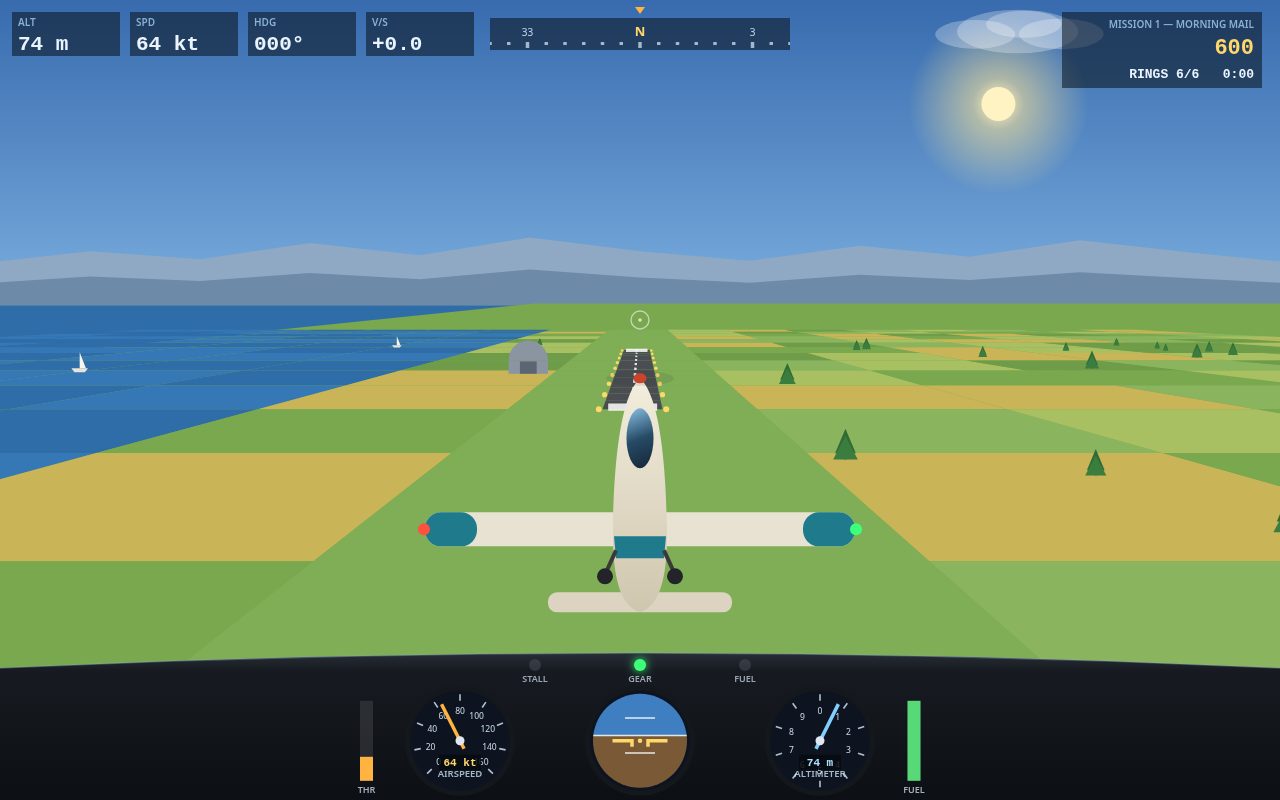 ALT
74 m
SPD
64 kt
HDG
000°
V/S
+0.0
33 N 3
MISSION 1 — MORNING MAIL
600
RINGS 6/6 0:00
STALL GEAR FUEL
THR
20 40 60 80 100 120 140
64 kt
AIRSPEED
0 1 2 3 7 8 9
74 m
ALTIMETER
FUEL